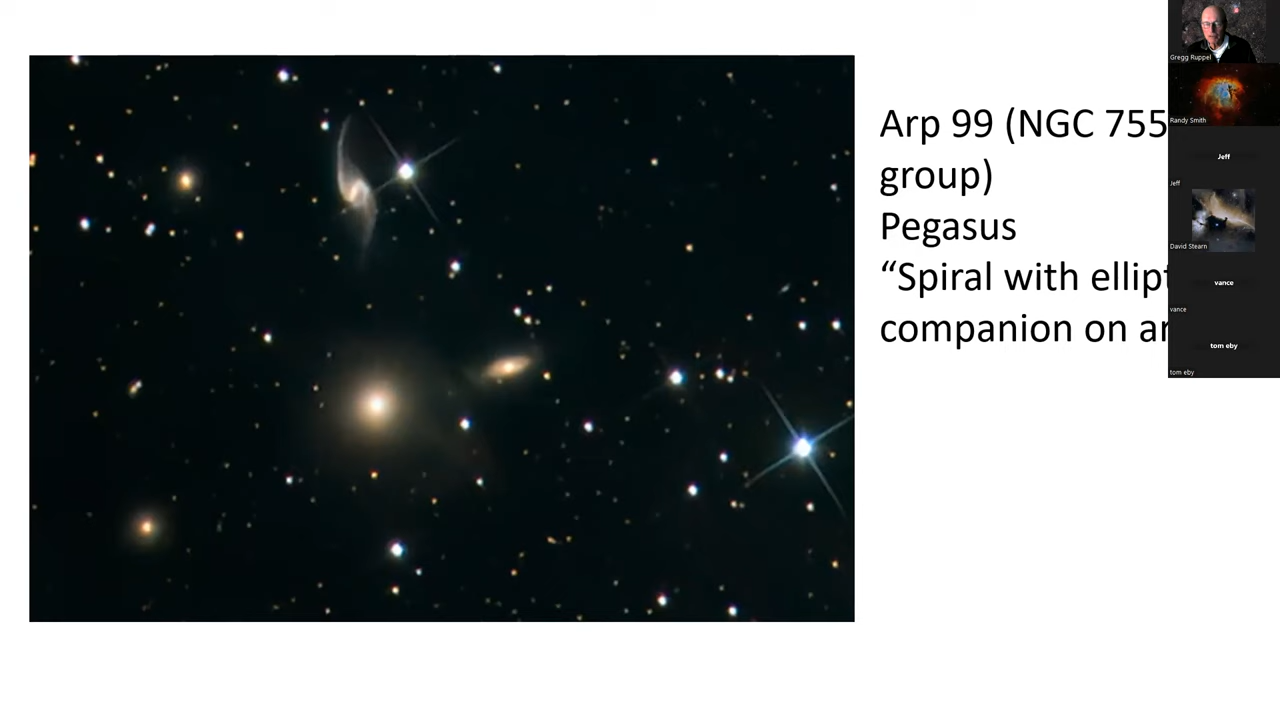 Arp 99 (NGC 755
group)
Pegasus
“Spiral with ellipt
companion on ar
Gregg Ruppel
Randy Smith
Jeff
Jeff
David Stearn
vance
vance
tom eby
tom eby